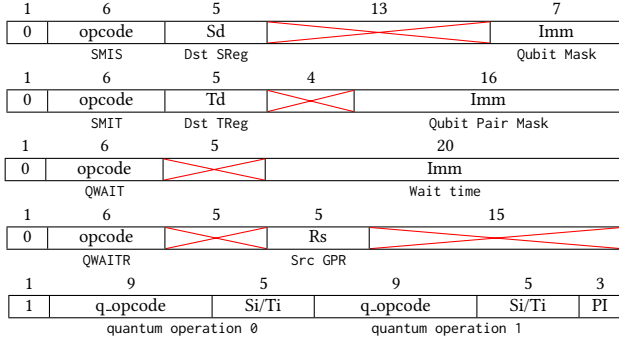 1 6 5 13 7
0 opcode Sd Imm
SMIS Dst SReg Qubit Mask
1 6 5 4 16
0 opcode Td Imm
SMIT Dst TReg Qubit Pair Mask
1 6 5 20
0 opcode Imm
QWAIT Wait time
1 6 5 5 15
0 opcode Rs
QWAITR Src GPR
1 9 5 9 5 3
1 q_opcode Si/Ti q_opcode Si/Ti PI
quantum operation 0 quantum operation 1